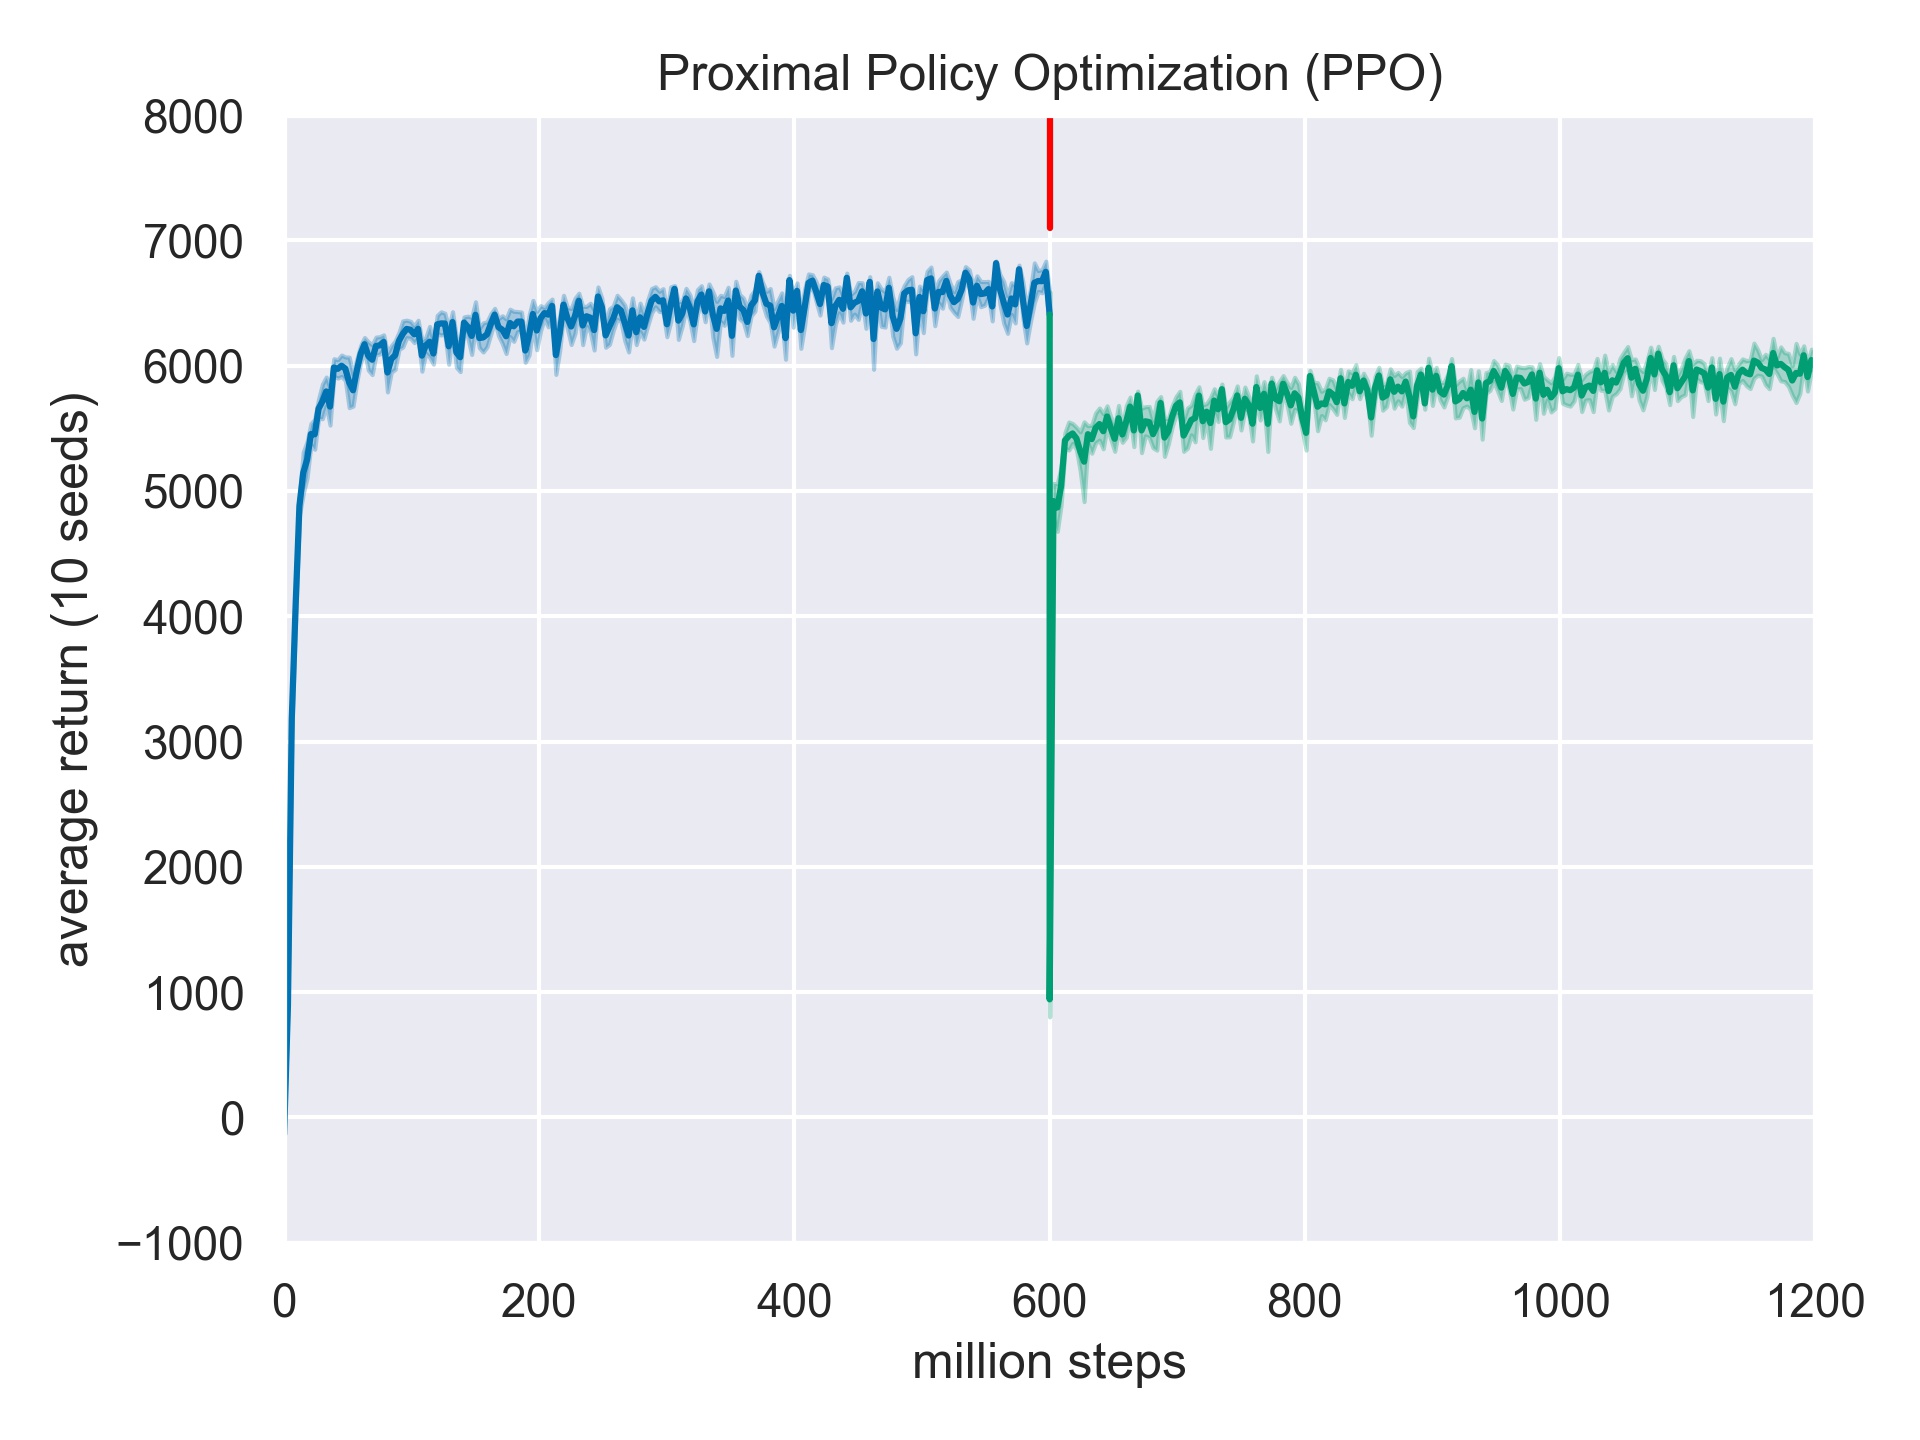 Proximal Policy Optimization (PPO)
8000
7000
6000
5000
4000
3000
2000
1000
0
−1000
average return (10 seeds)
0 200 400 600 800 1000 1200
million steps